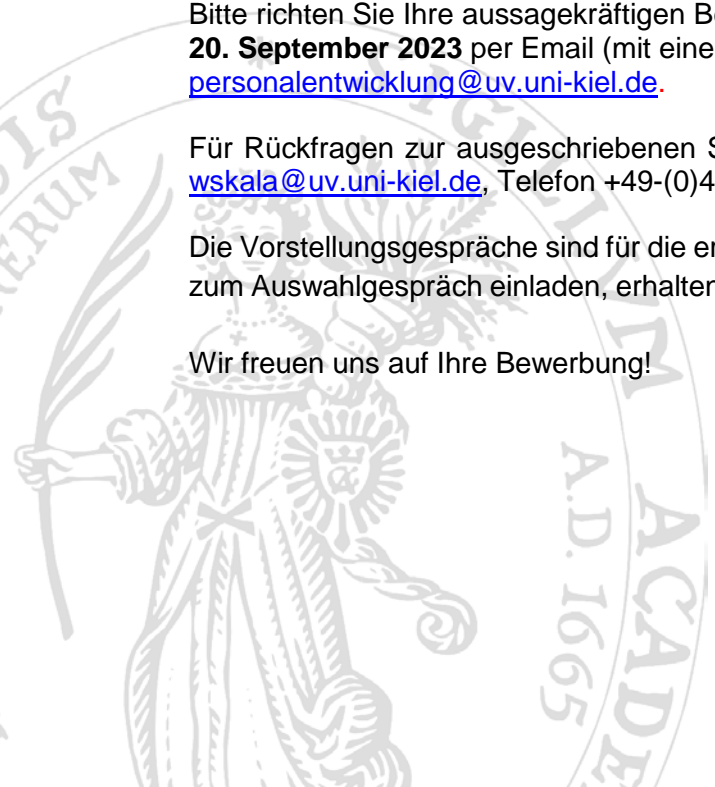 Bitte richten Sie Ihre aussagekräftigen
20. September 2023 per Email (mit eine
personalentwicklung@uv.uni-kiel.de.
Für Rückfragen zur ausgeschriebenen
wskala@uv.uni-kiel.de, Telefon +49-(0)4
Die Vorstellungsgespräche sind für die
zum Auswahlgespräch einladen, erhalten
Wir freuen uns auf Ihre Bewerbung!
A.D. 1665
ACADE